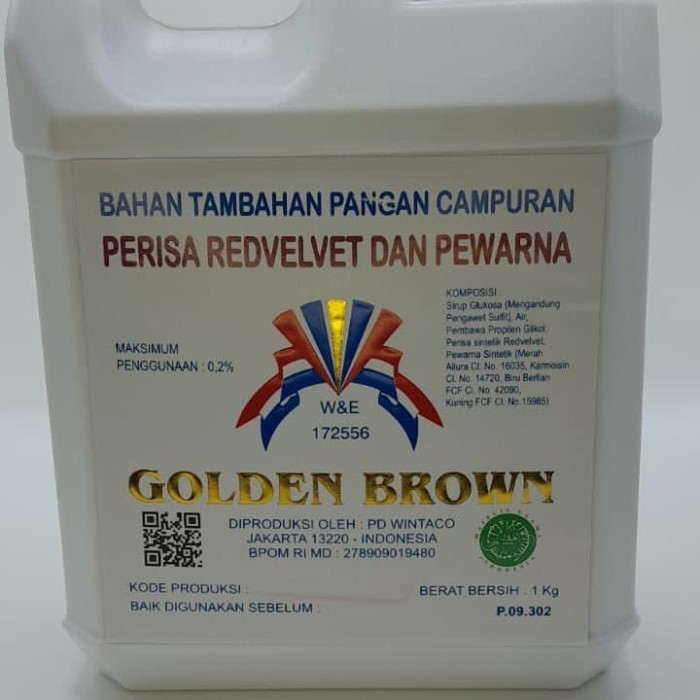 BAHAN TAMBAHAN PANGAN CAMPURAN
PERISA REDVELVET DAN PEWARNA
MAKSIMUM
PENGGUNAAN : 0,2%
KOMPOSISI :
Sirup Glukosa (Mengandung
Pengawet Sulfit), Air,
Pembawa Propilen Glikol,
Perisa sintetik Redvelvet,
Pewarna Sintetik (Merah
Allura CI. No. 16035, Karmoisin
CI. No. 14720, Biru Berlian
FCF CI. No. 42090,
Kuning FCF CI. No.15985)
W&E
172556
GOLDEN BROWN
DIPRODUKSI OLEH : PD WINTACO
JAKARTA 13220 - INDONESIA
BPOM RI MD : 278909019480
MAJELIS ULAMA INDONESIA
KODE PRODUKSI :
BERAT BERSIH : 1 Kg
BAIK DIGUNAKAN SEBELUM :
P.09.302